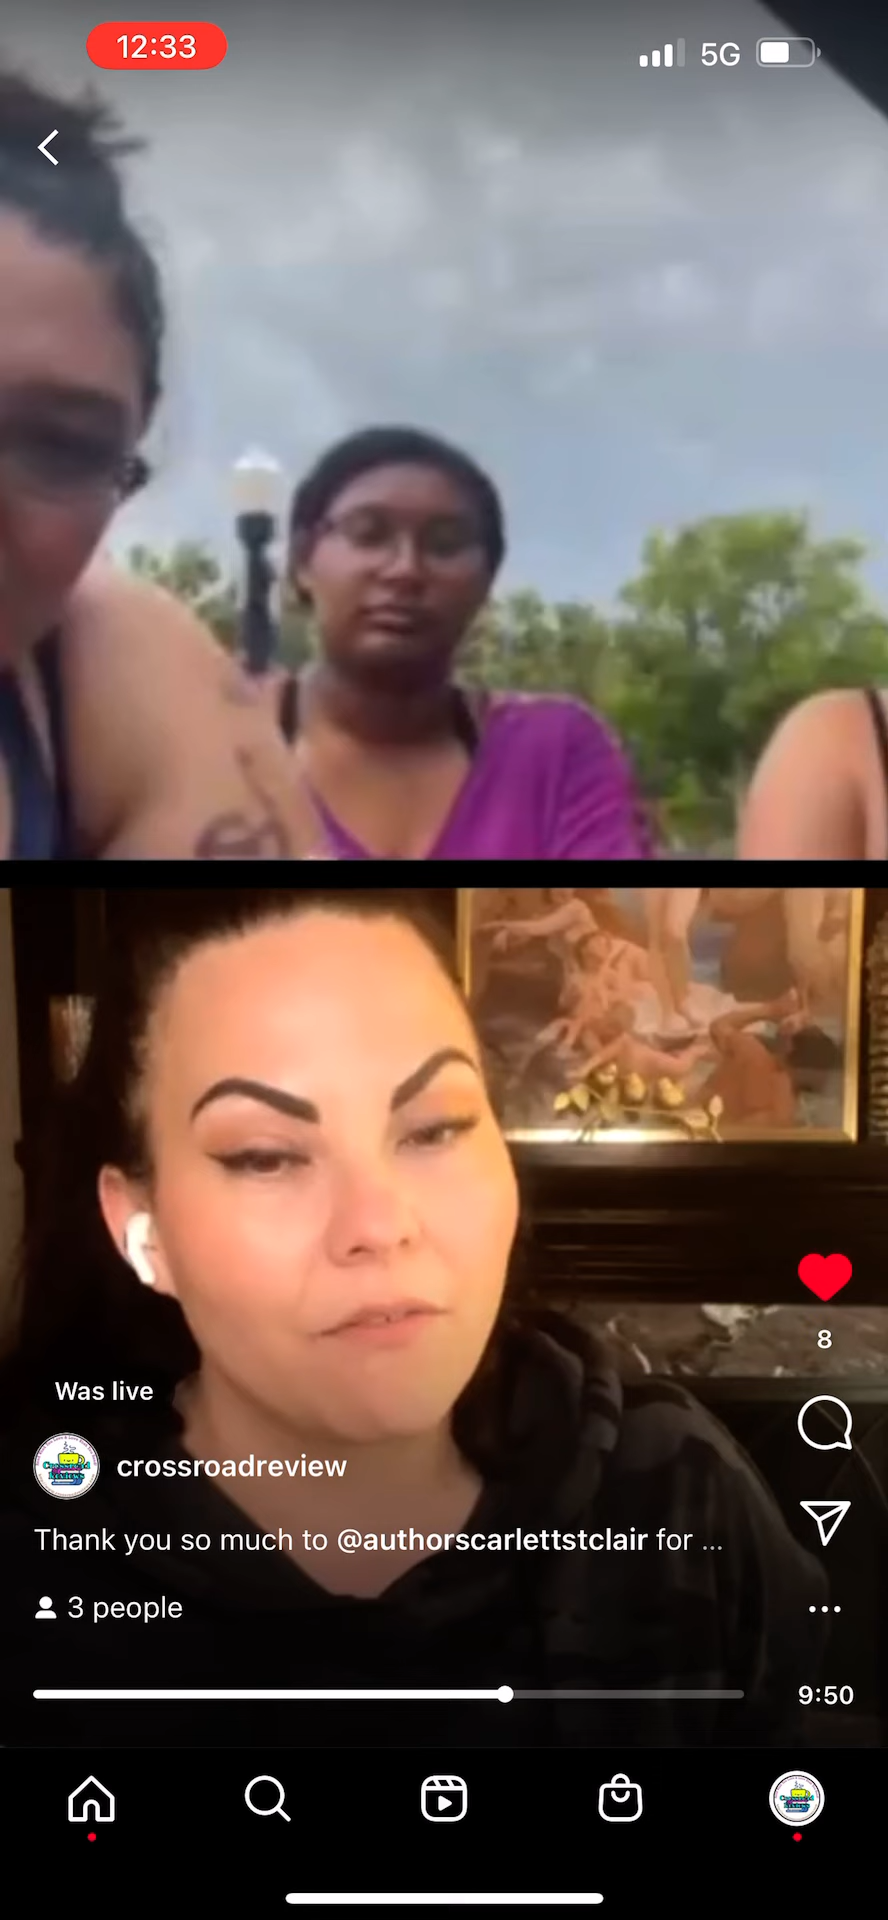 12:33
5G
Was live
crossroadreview
Thank you so much to @authorscarlettstclair for ...
3 people
8
9:50